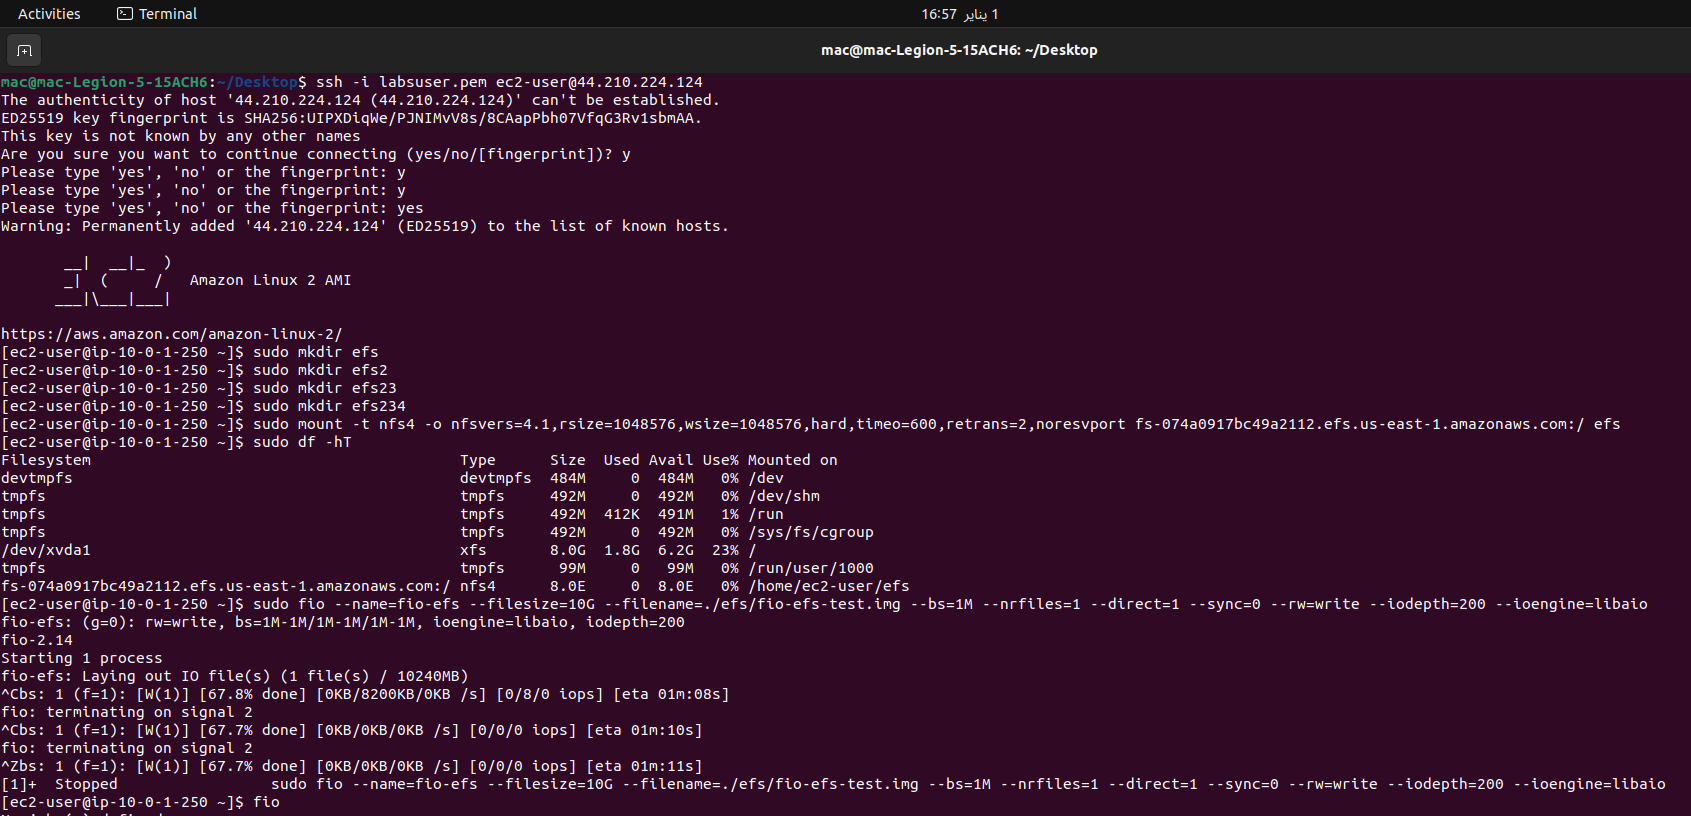 Activities
Terminal
1 يناير 16:57
mac@mac-Legion-5-15ACH6: ~/Desktop
mac@mac-Legion-5-15ACH6:~/Desktop$ ssh -i labsuser.pem ec2-user@44.210.224.124
The authenticity of host '44.210.224.124 (44.210.224.124)' can't be established.
ED25519 key fingerprint is SHA256:UIPXDiqWe/PJNIMvV8s/8CAapPbh07VfqG3Rv1sbmAA.
This key is not known by any other names
Are you sure you want to continue connecting (yes/no/[fingerprint])? y
Please type 'yes', 'no' or the fingerprint: y
Please type 'yes', 'no' or the fingerprint: y
Please type 'yes', 'no' or the fingerprint: yes
Warning: Permanently added '44.210.224.124' (ED25519) to the list of known hosts.

       __|  __|_  )
       _|  (     /   Amazon Linux 2 AMI
      ___|\___|___|

https://aws.amazon.com/amazon-linux-2/
[ec2-user@ip-10-0-1-250 ~]$ sudo mkdir efs
[ec2-user@ip-10-0-1-250 ~]$ sudo mkdir efs2
[ec2-user@ip-10-0-1-250 ~]$ sudo mkdir efs23
[ec2-user@ip-10-0-1-250 ~]$ sudo mkdir efs234
[ec2-user@ip-10-0-1-250 ~]$ sudo mount -t nfs4 -o nfsvers=4.1,rsize=1048576,wsize=1048576,hard,timeo=600,retrans=2,noresvport fs-074a0917bc49a2112.efs.us-east-1.amazonaws.com:/ efs
[ec2-user@ip-10-0-1-250 ~]$ sudo df -hT
Filesystem                                         Type      Size  Used Avail Use% Mounted on
devtmpfs                                           devtmpfs  484M     0  484M   0% /dev
tmpfs                                              tmpfs     492M     0  492M   0% /dev/shm
tmpfs                                              tmpfs     492M  412K  491M   1% /run
tmpfs                                              tmpfs     492M     0  492M   0% /sys/fs/cgroup
/dev/xvda1                                         xfs       8.0G  1.8G  6.2G  23% /
tmpfs                                              tmpfs      99M     0   99M   0% /run/user/1000
fs-074a0917bc49a2112.efs.us-east-1.amazonaws.com:/ nfs4      8.0E     0  8.0E   0% /home/ec2-user/efs
[ec2-user@ip-10-0-1-250 ~]$ sudo fio --name=fio-efs --filesize=10G --filename=./efs/fio-efs-test.img --bs=1M --nrfiles=1 --direct=1 --sync=0 --rw=write --iodepth=200 --ioengine=libaio
fio-efs: (g=0): rw=write, bs=1M-1M/1M-1M/1M-1M, ioengine=libaio, iodepth=200
fio-2.14
Starting 1 process
fio-efs: Laying out IO file(s) (1 file(s) / 10240MB)
^Cbs: 1 (f=1): [W(1)] [67.8% done] [0KB/8200KB/0KB /s] [0/8/0 iops] [eta 01m:08s]
fio: terminating on signal 2
^Cbs: 1 (f=1): [W(1)] [67.7% done] [0KB/0KB/0KB /s] [0/0/0 iops] [eta 01m:10s]
fio: terminating on signal 2
^Zbs: 1 (f=1): [W(1)] [67.7% done] [0KB/0KB/0KB /s] [0/0/0 iops] [eta 01m:11s]
[1]+  Stopped                 sudo fio --name=fio-efs --filesize=10G --filename=./efs/fio-efs-test.img --bs=1M --nrfiles=1 --direct=1 --sync=0 --rw=write --iodepth=200 --ioengine=libaio
[ec2-user@ip-10-0-1-250 ~]$ fio